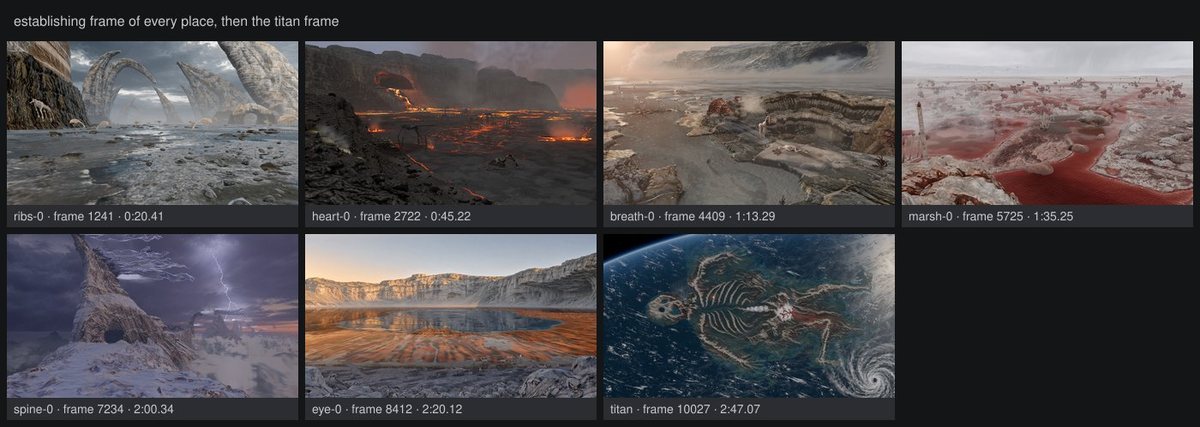 establishing frame of every place, then the titan frame
ribs-0 · frame 1241 · 0:20.41
heart-0 · frame 2722 · 0:45.22
breath-0 · frame 4409 · 1:13.29
marsh-0 · frame 5725 · 1:35.25
spine-0 · frame 7234 · 2:00.34
eye-0 · frame 8412 · 2:20.12
titan · frame 10027 · 2:47.07